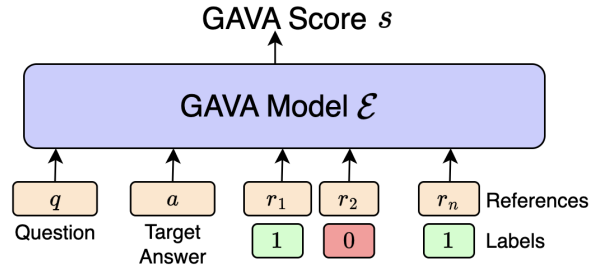 GAVA Score s
GAVA Model ℰ
q a r₁ r₂ rₙ References
Question Target Answer 1 0 1 Labels